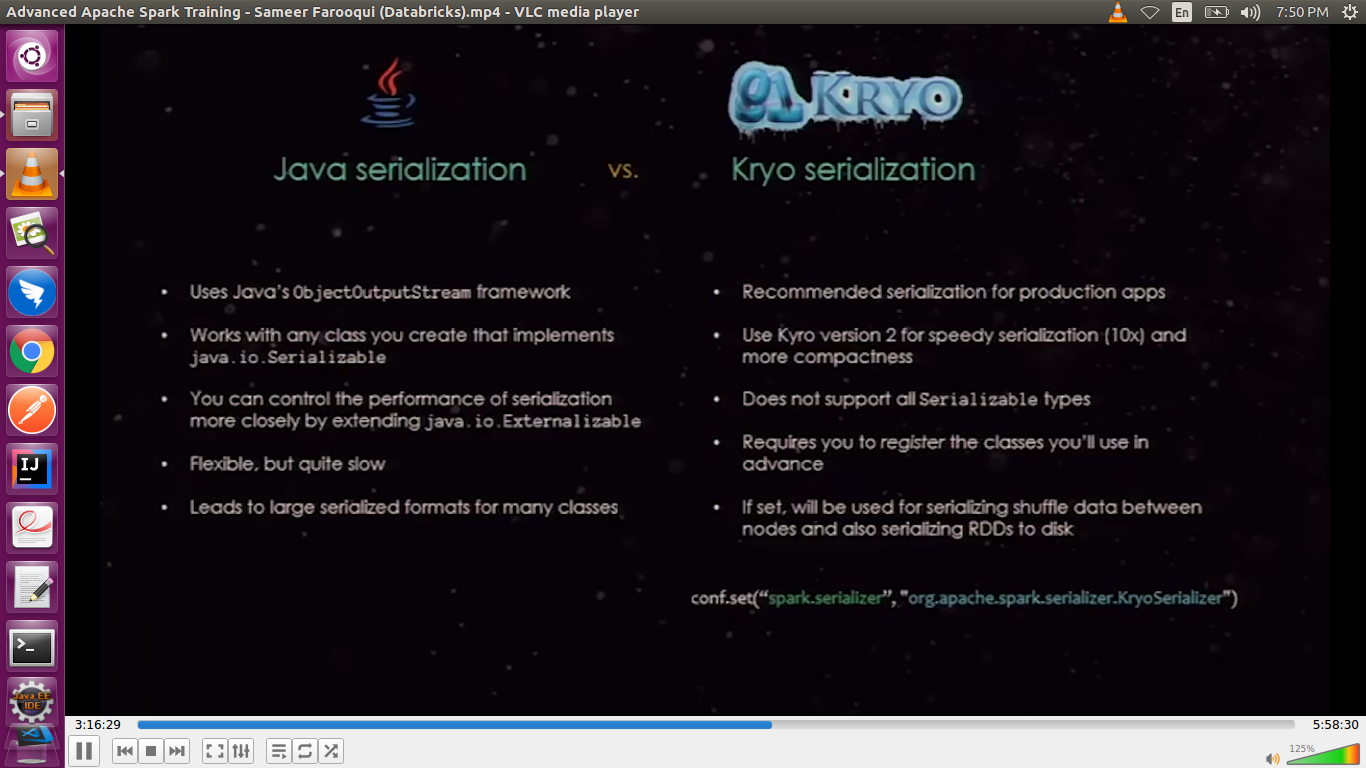 Advanced Apache Spark Training - Sameer Farooqui (Databricks).mp4 - VLC media player
En
7:50 PM
KRYO
Java serialization
vs.
Kryo serialization
• Uses Java's ObjectOutputStream framework
• Works with any class you create that implements
java.io.Serializable
• You can control the performance of serialization
more closely by extending java.io.Externalizable
• Flexible, but quite slow
• Leads to large serialized formats for many classes
• Recommended serialization for production apps
• Use Kyro version 2 for speedy serialization (10x) and
more compactness
• Does not support all Serializable types
• Requires you to register the classes you'll use in
advance
• If set, will be used for serializing shuffle data between
nodes and also serializing RDDs to disk
conf.set(“spark.serializer”, "org.apache.spark.serializer.KryoSerializer")
IJ
>_
Java EE
IDE
3:16:29
5:58:30
125%